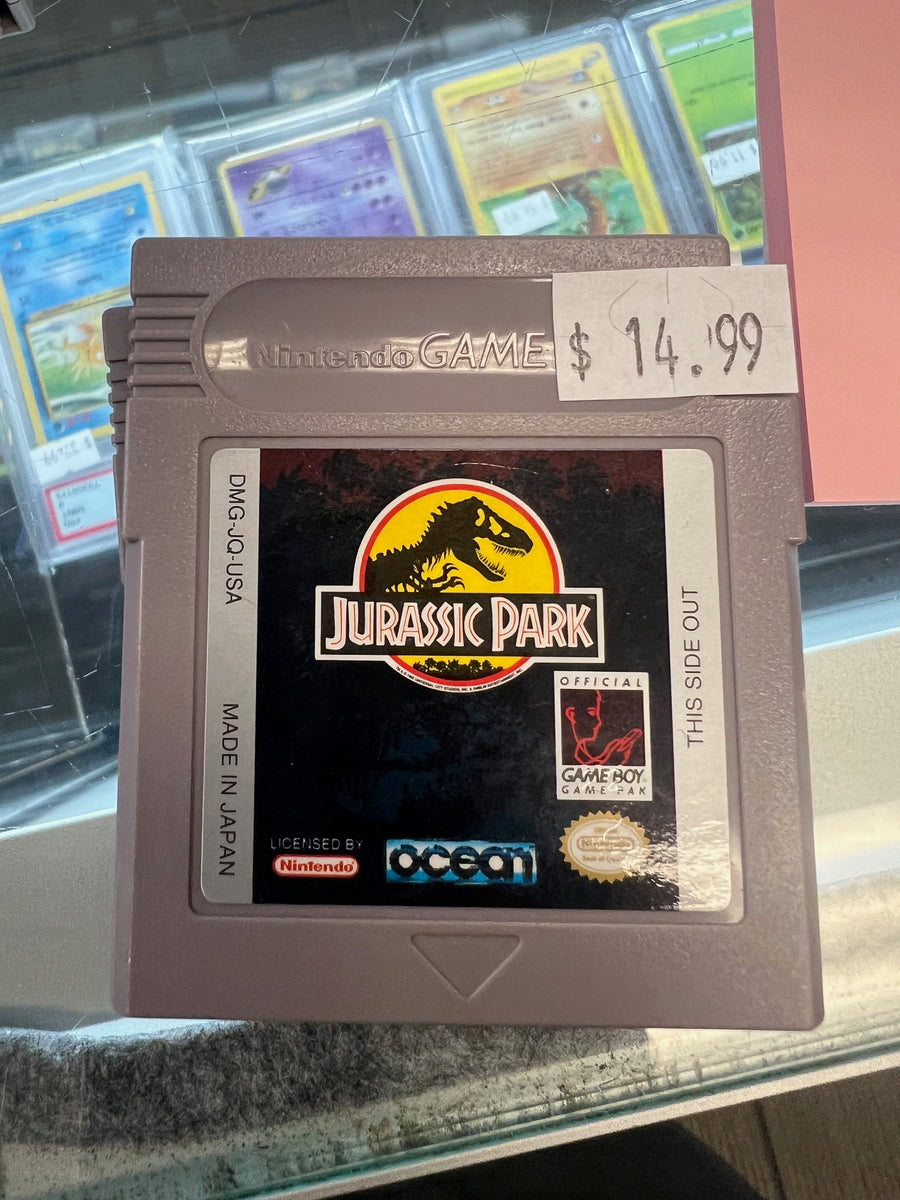 Nintendo GAME
$ 14.99
DMG-JQ-USA
MADE IN JAPAN
JURASSIC PARK
THIS SIDE OUT
OFFICIAL
GAME BOY
GAME PAK
LICENSED BY
Nintendo
ocean
Nintendo